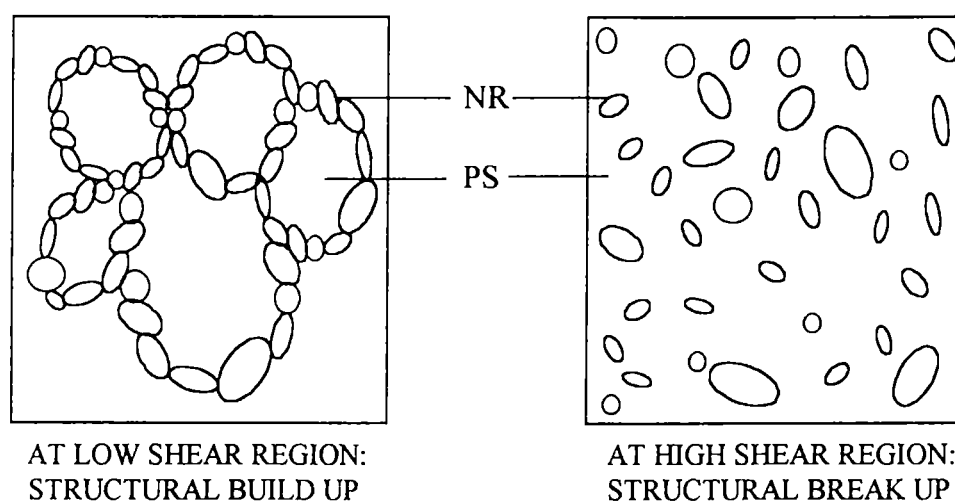 NR
PS
AT LOW SHEAR REGION:
STRUCTURAL BUILD UP
AT HIGH SHEAR REGION:
STRUCTURAL BREAK UP